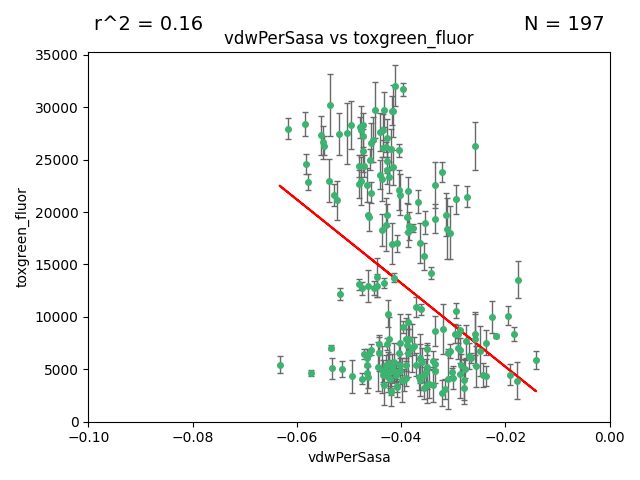 r^2 = 0.16
N = 197
vdwPerSasa vs toxgreen_fluor
35000
30000
25000
20000
15000
10000
5000
0
toxgreen_fluor
−0.10
−0.08
−0.06
−0.04
−0.02
0.00
vdwPerSasa